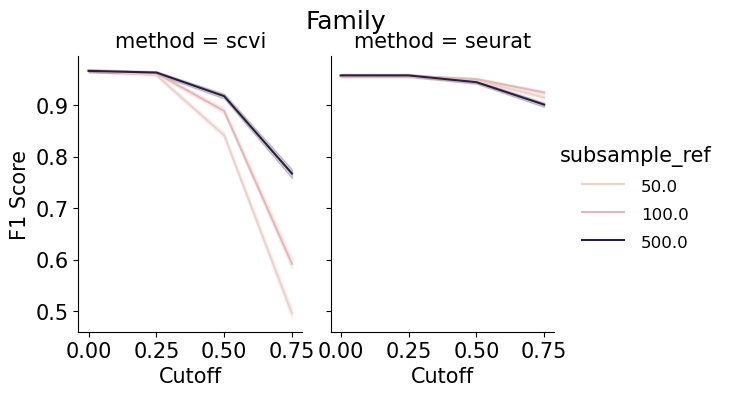 Family
method = scvi
method = seurat
F1 Score
0.9
0.8
0.7
0.6
0.5
0.00 0.25 0.50 0.75
0.00 0.25 0.50 0.75
Cutoff
Cutoff
subsample_ref
50.0
100.0
500.0